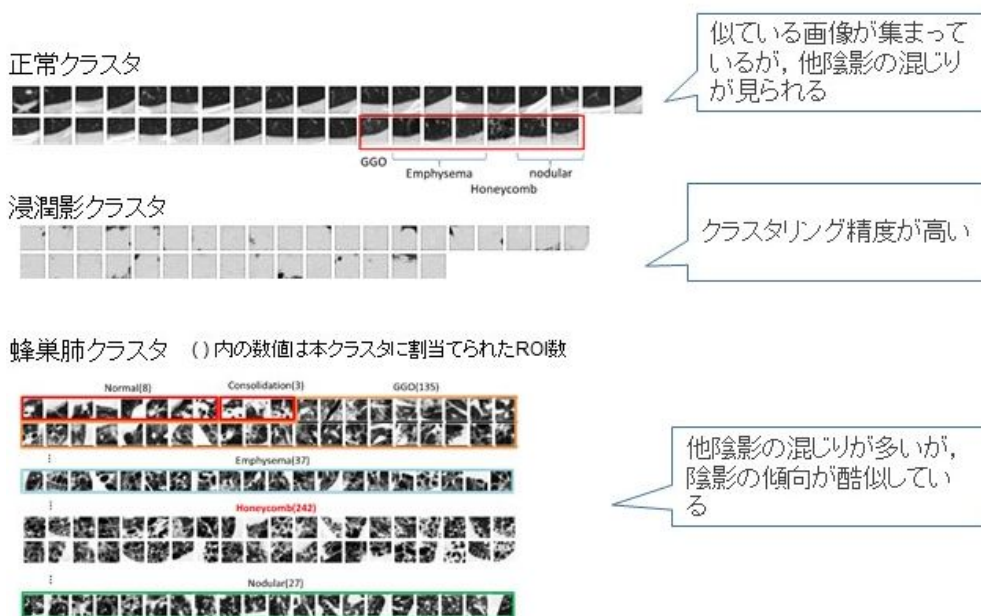 正常クラスタ
似ている画像が集まって
いるが，他陰影の混じり
が見られる
GGO
Emphysema
nodular
Honeycomb
浸潤影クラスタ
クラスタリング精度が高い
蜂巣肺クラスタ ()内の数値は本クラスタに割当てられたROI数
Normal(8)
Consolidation(3)
GGO(135)
Emphysema(37)
Honeycomb(242)
Nodular(27)
他陰影の混じりが多いが，
陰影の傾向が酷似してい
る